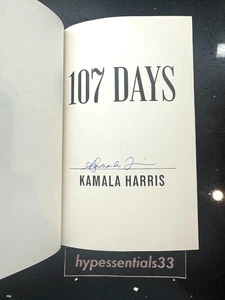 107 DAYS
KAMALA HARRIS
hypessentials33